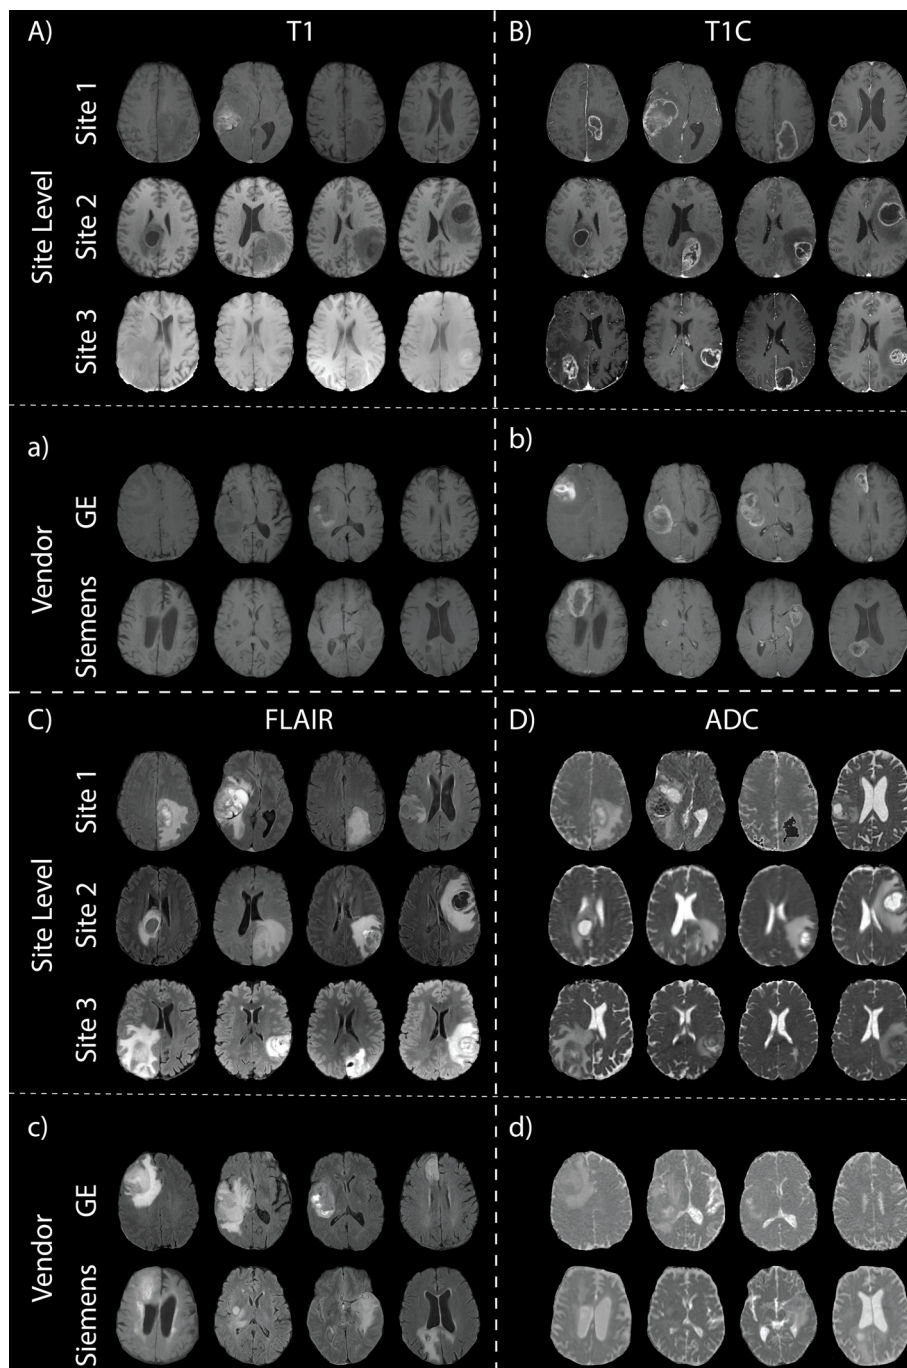 A)
T1
Site Level
Site 1
Site 2
Site 3
B)
T1C
a)
Vendor
GE
Siemens
b)
C)
FLAIR
Site Level
Site 1
Site 2
Site 3
D)
ADC
c)
Vendor
GE
Siemens
d)